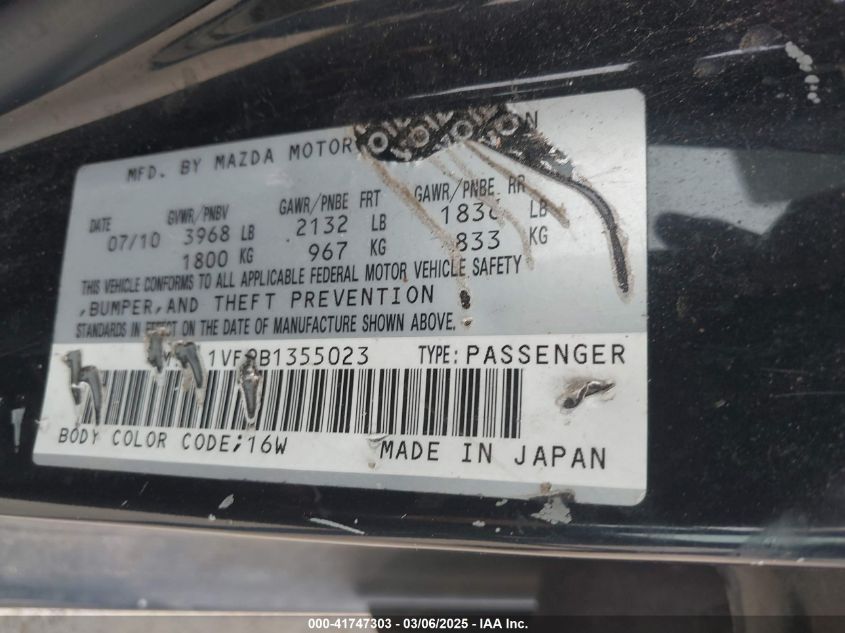 MFD. BY MAZDA MOTOR
DATE GVWR/PNBV GAWR/PNBE FRT GAWR/PNBE RR
07/10 3968 LB 2132 LB LB
1800 KG 967 KG 833 KG
THIS VEHICLE CONFORMS TO ALL APPLICABLE FEDERAL MOTOR VEHICLE SAFETY
,BUMPER,AND THEFT PREVENTION
STANDARDS IN EFFECT ON THE DATE OF MANUFACTURE SHOWN ABOVE.
TYPE: PASSENGER
BODY COLOR CODE;16W MADE IN JAPAN
000-41747303 - 03/06/2025 - IAA Inc.